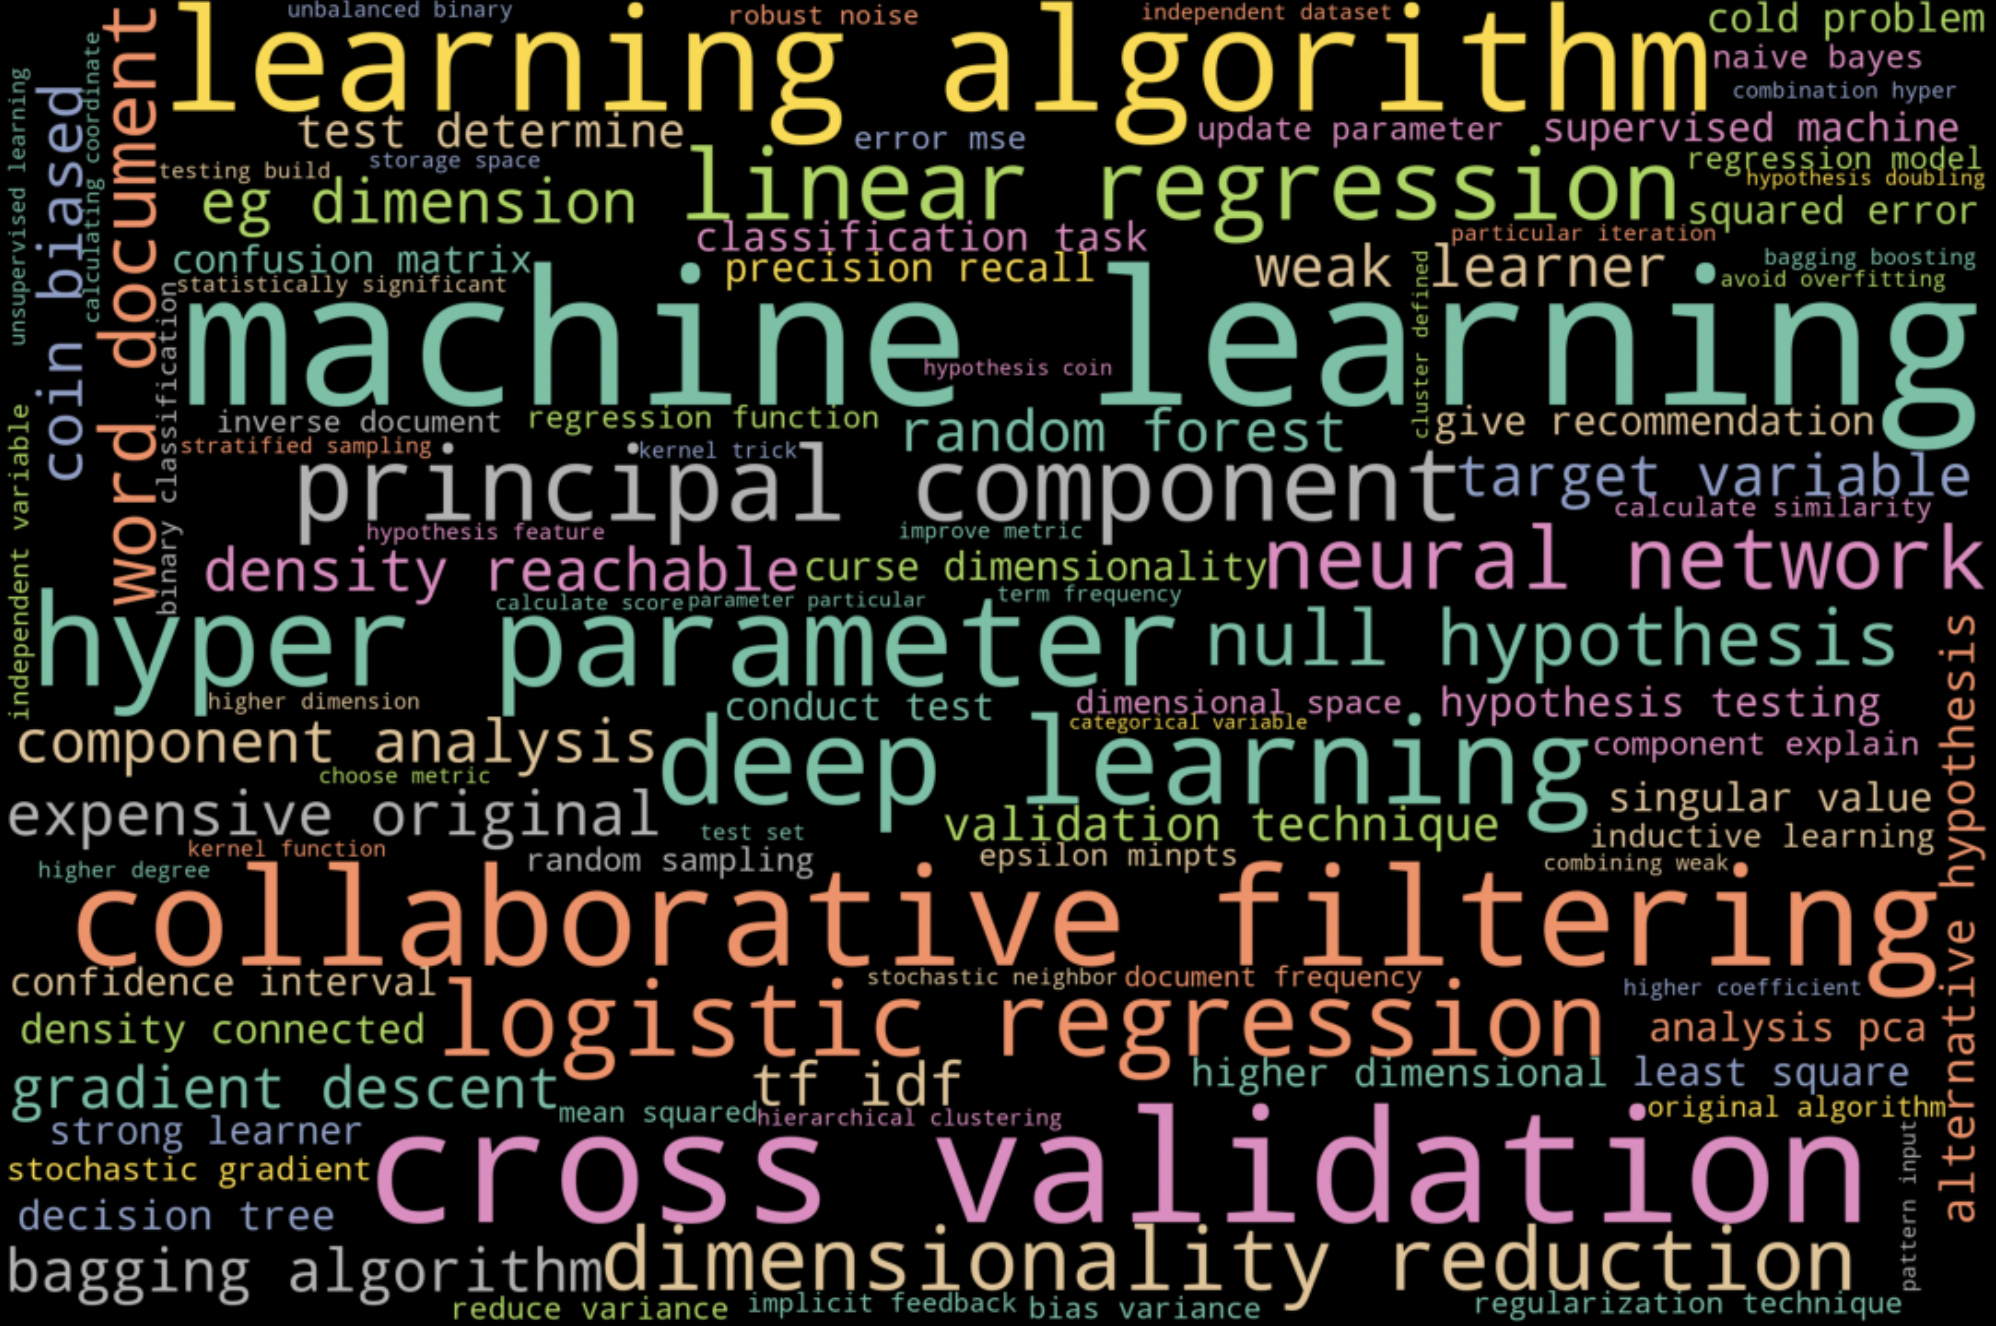 unbalanced binary
robust noise
independent dataset
cold problem
learning algorithm
naive bayes
combination hyper
test determine
error mse
update parameter
supervised machine
testing build
storage space
linear regression
regression model
hypothesis doubling
eg dimension
squared error
classification task
particular iteration
confusion matrix
precision recall
weak learner
bagging boosting
statistically significant
avoid overfitting
machine learning
hypothesis coin
cluster defined
unsupervised learning
calculating coordinate
coin biased
word document
binary classification
independent variable
inverse document
regression function
random forest
give recommendation
stratified sampling
kernel trick
principal component
target variable
calculate similarity
hypothesis feature
improve metric
density reachable
curse dimensionality
neural network
calculate score
parameter particular
term frequency
hyper parameter
null hypothesis
higher dimension
conduct test
dimensional space
hypothesis testing
categorical variable
component analysis
deep learning
component explain
choose metric
expensive original
singular value
test set
validation technique
inductive learning
kernel function
random sampling
epsilon minpts
combining weak
higher degree
collaborative filtering
alternative hypothesis
confidence interval
stochastic neighbor
document frequency
higher coefficient
density connected
logistic regression
analysis pca
gradient descent
tf idf
higher dimensional
least square
mean squared
hierarchical clustering
original algorithm
strong learner
cross validation
stochastic gradient
decision tree
pattern input
bagging algorithm
dimensionality reduction
reduce variance
implicit feedback
bias variance
regularization technique